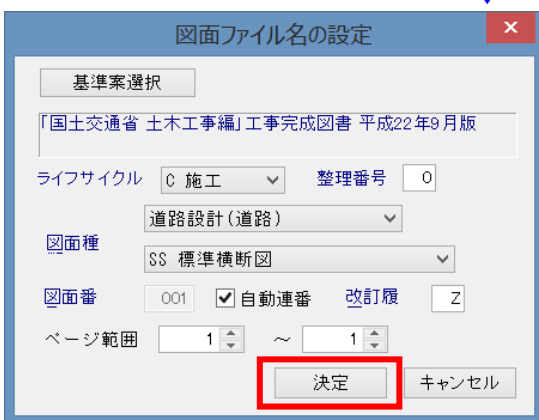 図面ファイル名の設定
×
基準案選択
「国土交通省 土木工事編」工事完成図書 平成22年9月版
ライフサイクル C 施工 整理番号 0
道路設計(道路)
図面種
SS 標準横断図
図面番 001 自動連番 改訂履 Z
ページ範囲 1 ～ 1
決定 キャンセル